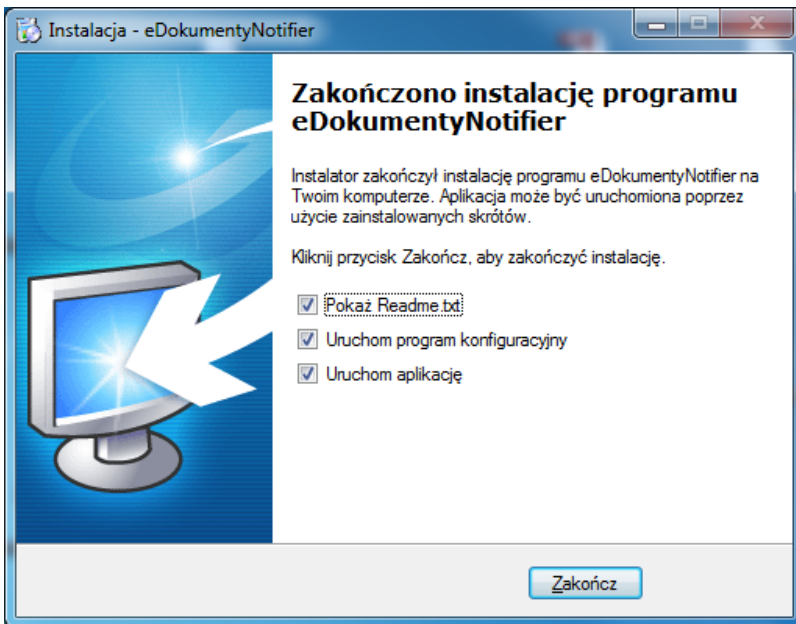 Instalacja - eDokumentyNotifier
Zakończono instalację programu
eDokumentyNotifier
Instalator zakończył instalację programu eDokumentyNotifier na
Twoim komputerze. Aplikacja może być uruchomiona poprzez
użycie zainstalowanych skrótów.
Kliknij przycisk Zakończ, aby zakończyć instalację.
Pokaż Readme.txt
Uruchom program konfiguracyjny
Uruchom aplikację
Zakończ